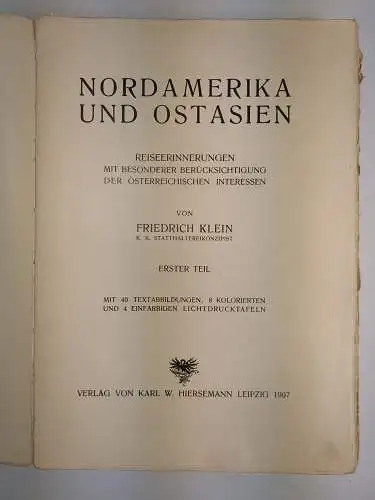 NORDAMERIKA
UND OSTASIEN
REISEERINNERUNGEN
MIT BESONDERER BERÜCKSICHTIGUNG
DER ÖSTERREICHISCHEN INTERESSEN
VON
FRIEDRICH KLEIN
K. K. STATTHALTEREIKONZIPIST
ERSTER TEIL
MIT 40 TEXTABBILDUNGEN, 8 KOLORIERTEN
UND 4 EINFARBIGEN LICHTDRUCKTAFELN
VERLAG VON KARL W. HIERSEMANN LEIPZIG 1907